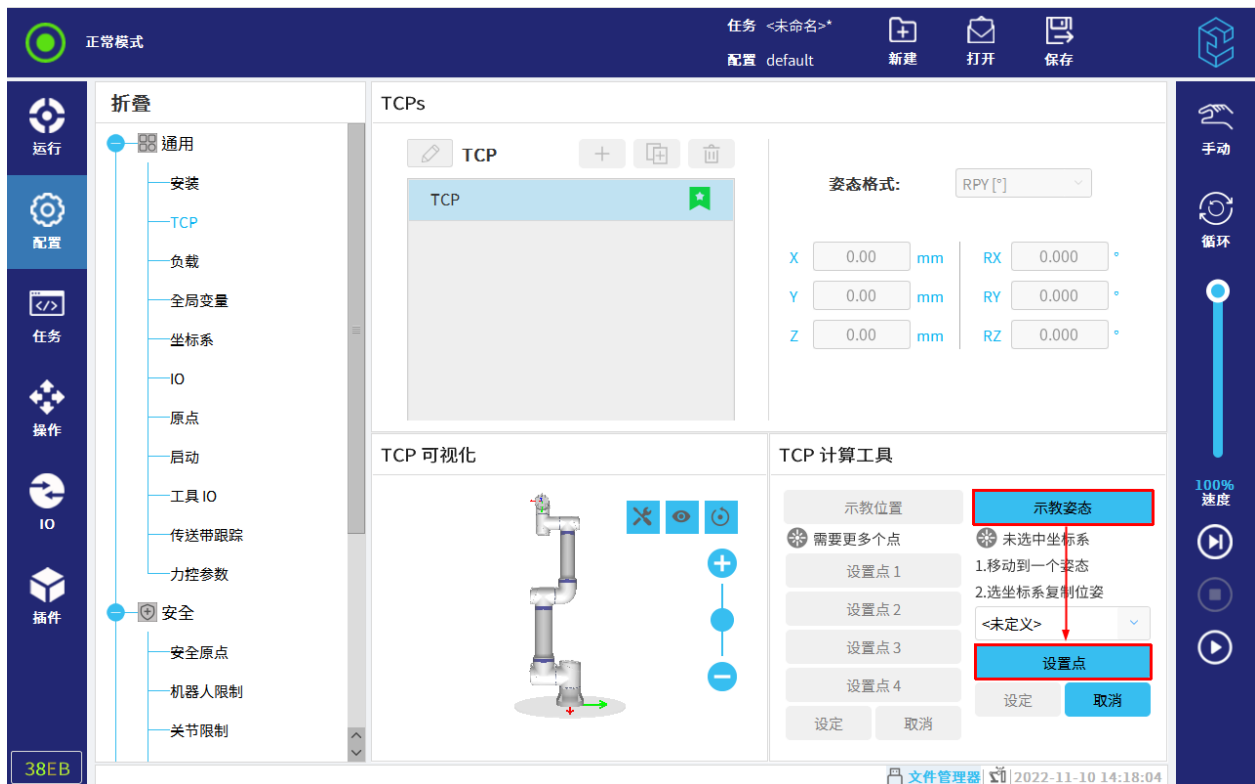 正常模式
任务 <未命名>*
配置 default
新建
打开
保存
运行
配置
任务
操作
IO
插件
38EB
折叠
通用
安装
TCP
负载
全局变量
坐标系
IO
原点
启动
工具 IO
传送带跟踪
力控参数
安全
安全原点
机器人限制
关节限制
TCPs
TCP
TCP
姿态格式:
RPY [°]
X 0.00 mm RX 0.000 °
Y 0.00 mm RY 0.000 °
Z 0.00 mm RZ 0.000 °
TCP 可视化
TCP 计算工具
示教位置
需要更多个点
设置点 1
设置点 2
设置点 3
设置点 4
设定 取消
示教姿态
未选中坐标系
1.移动到一个姿态
2.选坐标系复制位姿
<未定义>
设置点
设定 取消
手动
循环
100%
速度
文件管理器
2022-11-10 14:18:04